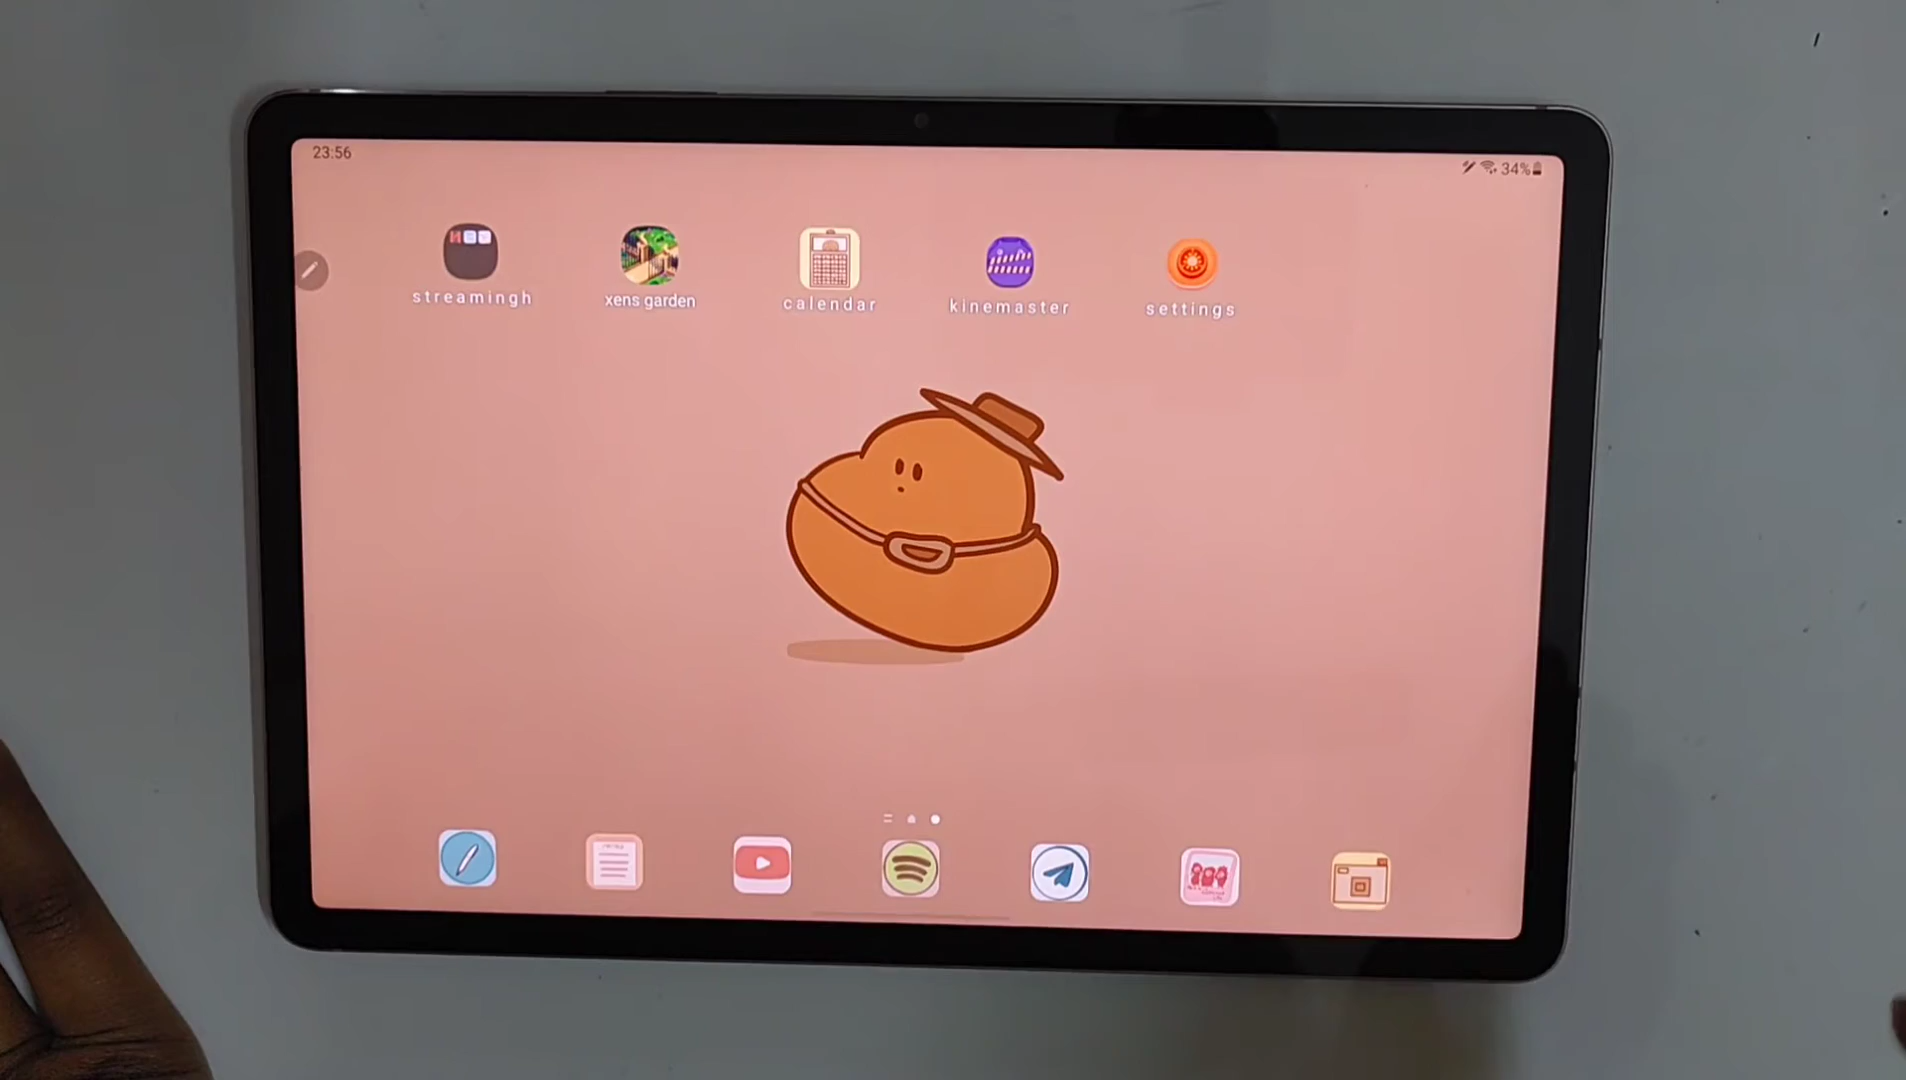 23:56
34%
streamingh
xens garden
calendar
kinemaster
settings